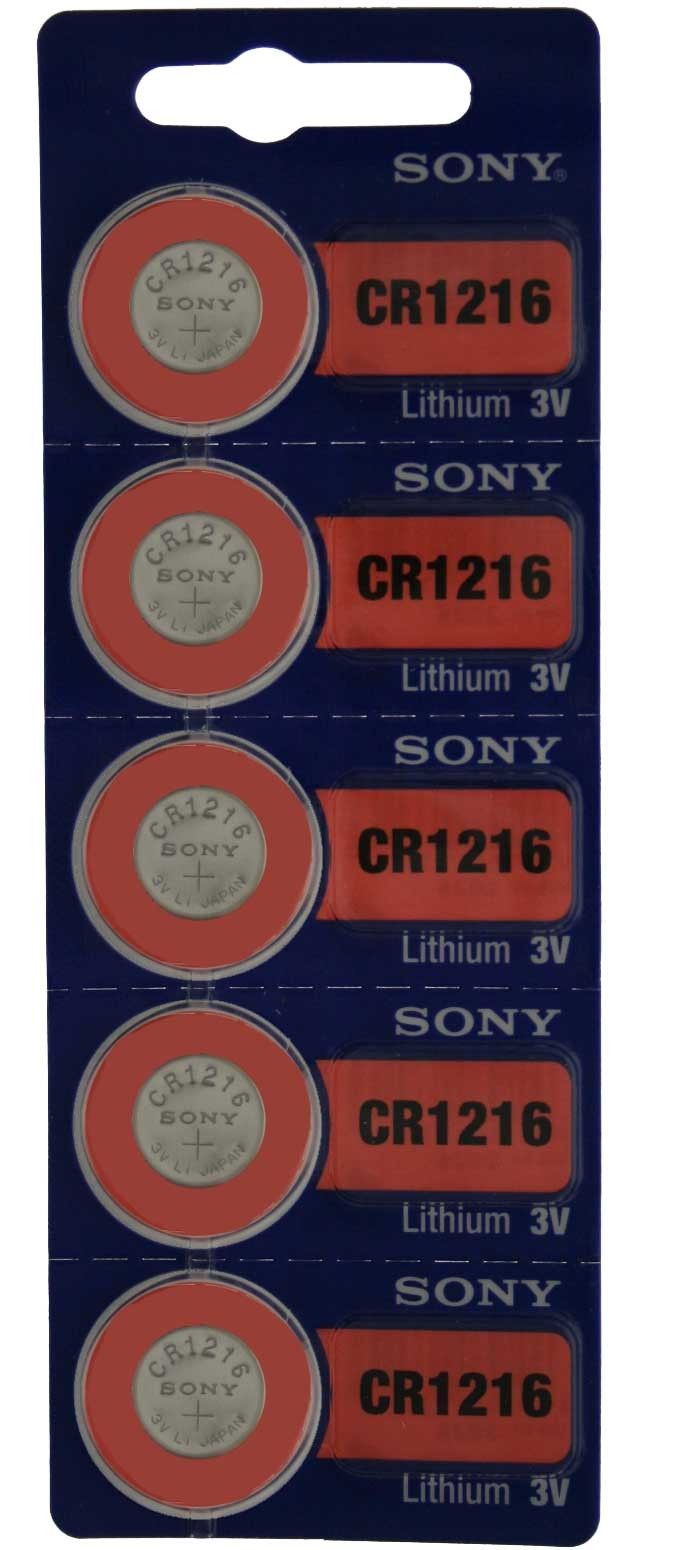 SONY®
CR1216
SONY
+
3V Li JAPAN
CR1216
Lithium 3V
SONY
CR1216
SONY
+
3V Li JAPAN
CR1216
Lithium 3V
SONY
CR1216
SONY
+
3V Li JAPAN
CR1216
Lithium 3V
SONY
CR1216
SONY
+
3V Li JAPAN
CR1216
Lithium 3V
SONY
CR1216
SONY
+
3V Li JAPAN
CR1216
Lithium 3V